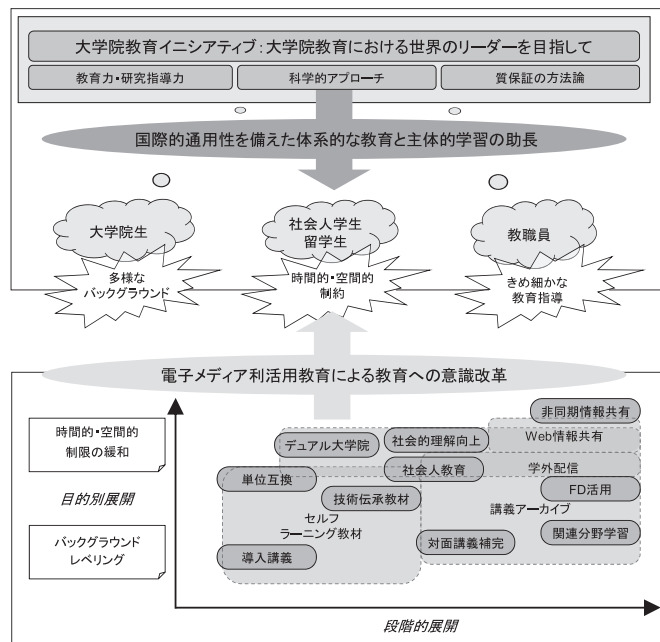 大学院教育イニシアティブ：大学院教育における世界のリーダーを目指して
教育力・研究指導力
科学的アプローチ
質保証の方法論
国際的通用性を備えた体系的な教育と主体的学習の助長
大学院生
社会人学生
留学生
教職員
多様な
バックグラウンド
時間的・空間的
制約
きめ細かな
教育指導
電子メディア利活用教育による教育への意識改革
時間的・空間的
制限の緩和
目的別展開
バックグラウンド
レベリング
非同期情報共有
デュアル大学院
社会的理解向上
Web情報共有
単位互換
社会人教育
学外配信
技術伝承教材
FD活用
セルフ
ラーニング教材
講義アーカイブ
導入講義
対面講義補完
関連分野学習
段階的展開